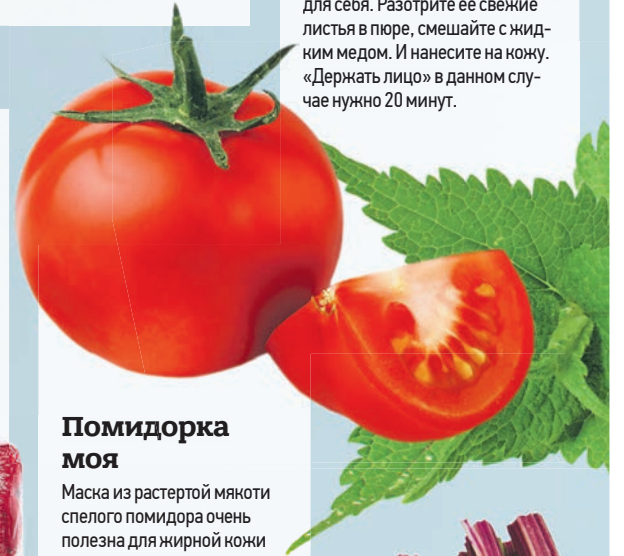 для себя. Разотрите ее свежие
листья в пюре, смешайте с жид-
ким медом. И нанесите на кожу.
«Держать лицо» в данном слу-
чае нужно 20 минут.
Помидорка
моя
Маска из растертой мякоти
спелого помидора очень
полезна для жирной кожи